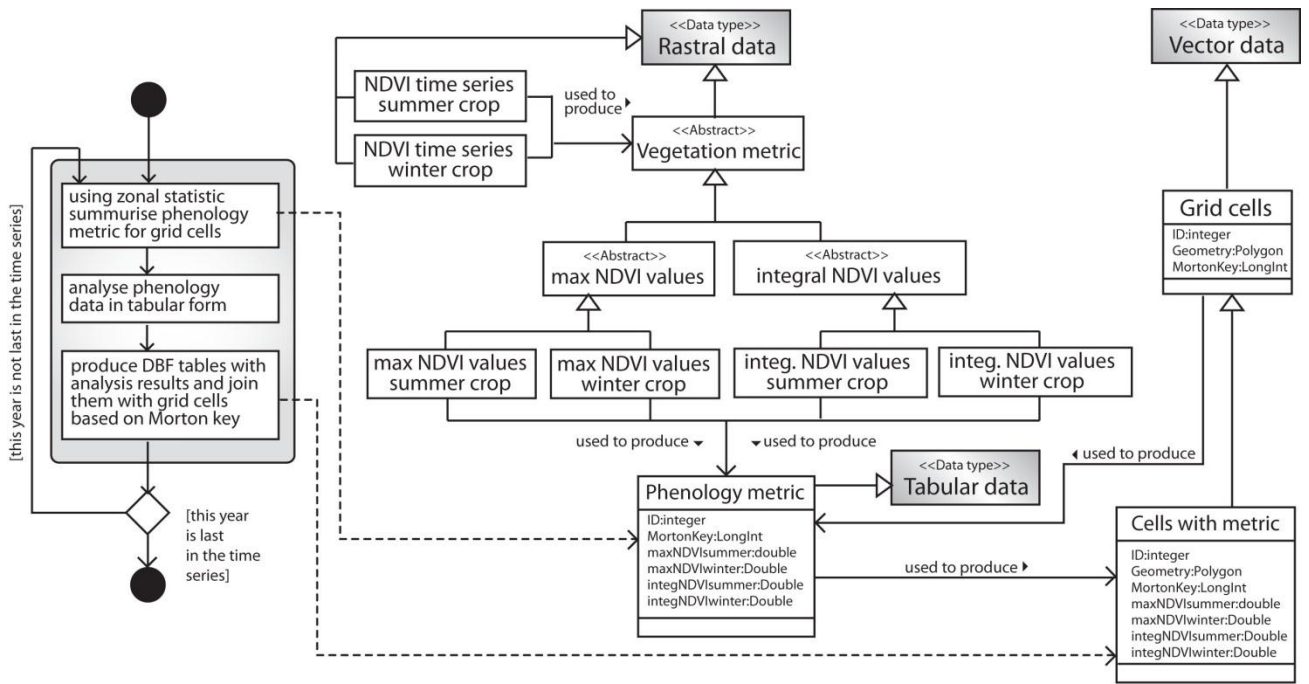 [this year is not last in the time series]
using zonal statistic
summurise phenology
metric for grid cells
analyse phenology
data in tabular form
produce DBF tables with
analysis results and join
them with grid cells
based on Morton key
[this year
is last
in the time
series]
<<Data type>>
Rastral data
NDVI time series
summer crop
NDVI time series
winter crop
used to
produce
<<Abstract>>
Vegetation metric
<<Abstract>>
max NDVI values
<<Abstract>>
integral NDVI values
max NDVI values
summer crop
max NDVI values
winter crop
integ. NDVI values
summer crop
integ. NDVI values
winter crop
used to produce
used to produce
Phenology metric
ID:integer
MortonKey:LongInt
maxNDVIsummer:double
maxNDVIwinter:Double
integNDVIsummer:Double
integNDVIwinter:Double
<<Data type>>
Tabular data
<<Data type>>
Vector data
Grid cells
ID:integer
Geometry:Polygon
MortonKey:LongInt
used to produce
used to produce
Cells with metric
ID:integer
Geometry:Polygon
MortonKey:LongInt
maxNDVIsummer:double
maxNDVIwinter:Double
integNDVIsummer:Double
integNDVIwinter:Double